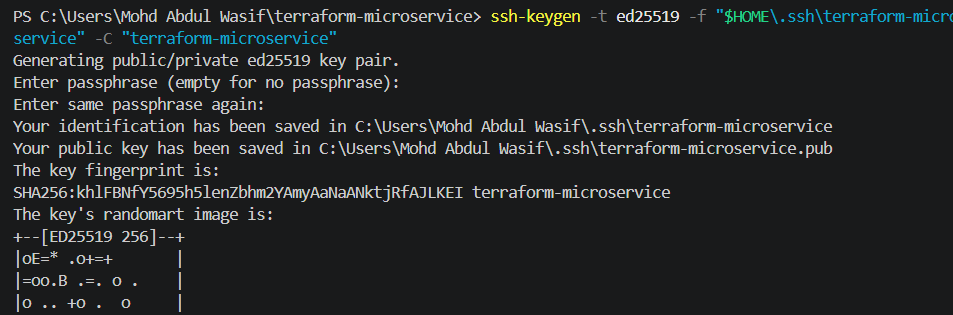 PS C:\Users\Mohd Abdul Wasif\terraform-microservice> ssh-keygen -t ed25519 -f "$HOME\.ssh\terraform-micro
service" -C "terraform-microservice"
Generating public/private ed25519 key pair.
Enter passphrase (empty for no passphrase):
Enter same passphrase again:
Your identification has been saved in C:\Users\Mohd Abdul Wasif\.ssh\terraform-microservice
Your public key has been saved in C:\Users\Mohd Abdul Wasif\.ssh\terraform-microservice.pub
The key fingerprint is:
SHA256:khlFBNfY5695h5lenZbhm2YAmyAaNaANktjRfAJLKEI terraform-microservice
The key's randomart image is:
+--[ED25519 256]--+
|oE=* .o+=+       |
|=oo.B .=. o .    |
|o .. +o .  o     |